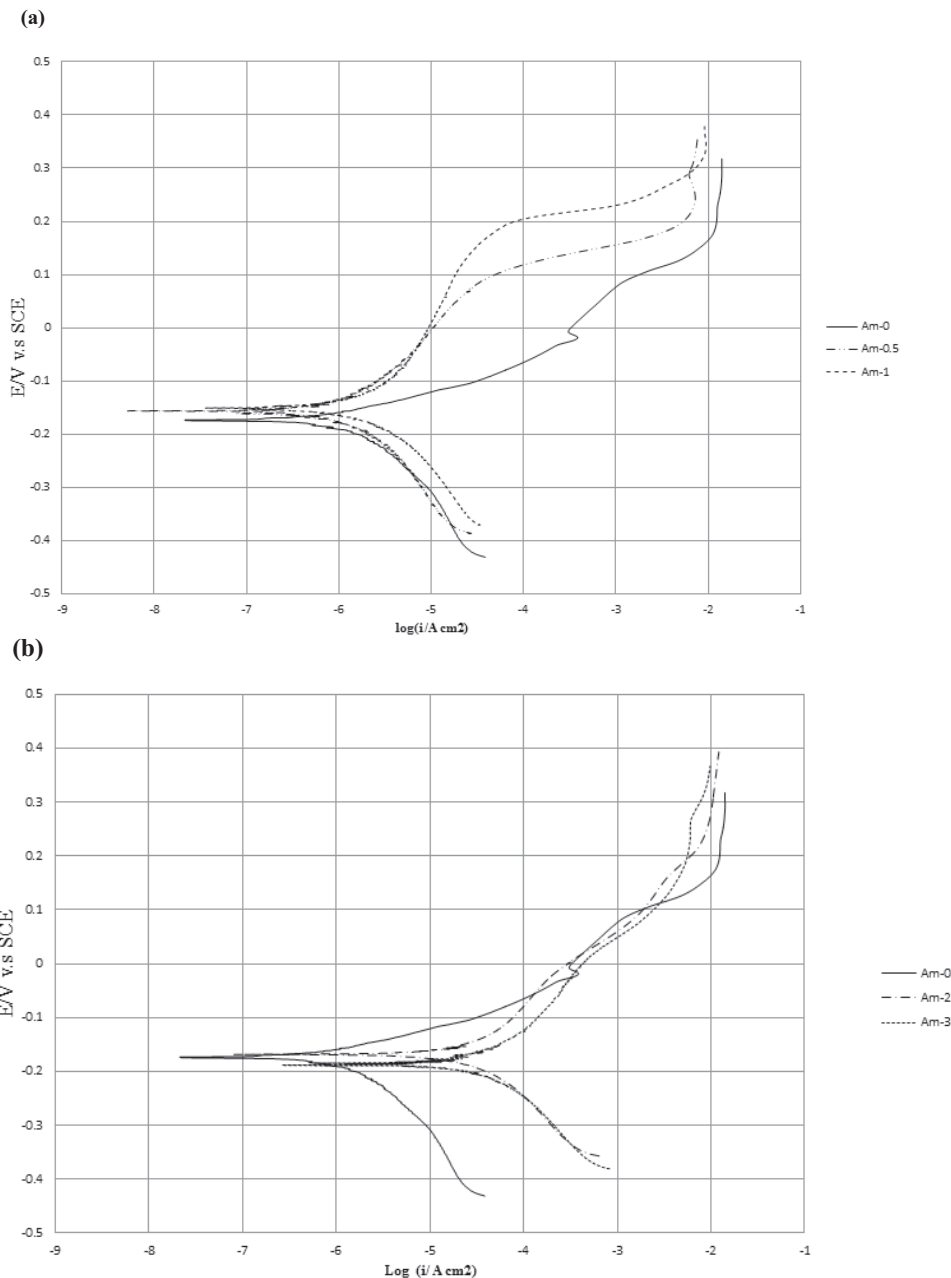 (a)
0.5
0.4
0.3
0.2
0.1
0
-0.1
-0.2
-0.3
-0.4
-0.5
E/V v.s SCE
-9 -8 -7 -6 -5 -4 -3 -2 -1
log(i/A cm2)
Am-0
Am-0.5
Am-1
(b)
0.5
0.4
0.3
0.2
0.1
0
-0.1
-0.2
-0.3
-0.4
-0.5
E/V v.s SCE
-9 -8 -7 -6 -5 -4 -3 -2 -1
Log (i/A cm2)
Am-0
Am-2
Am-3